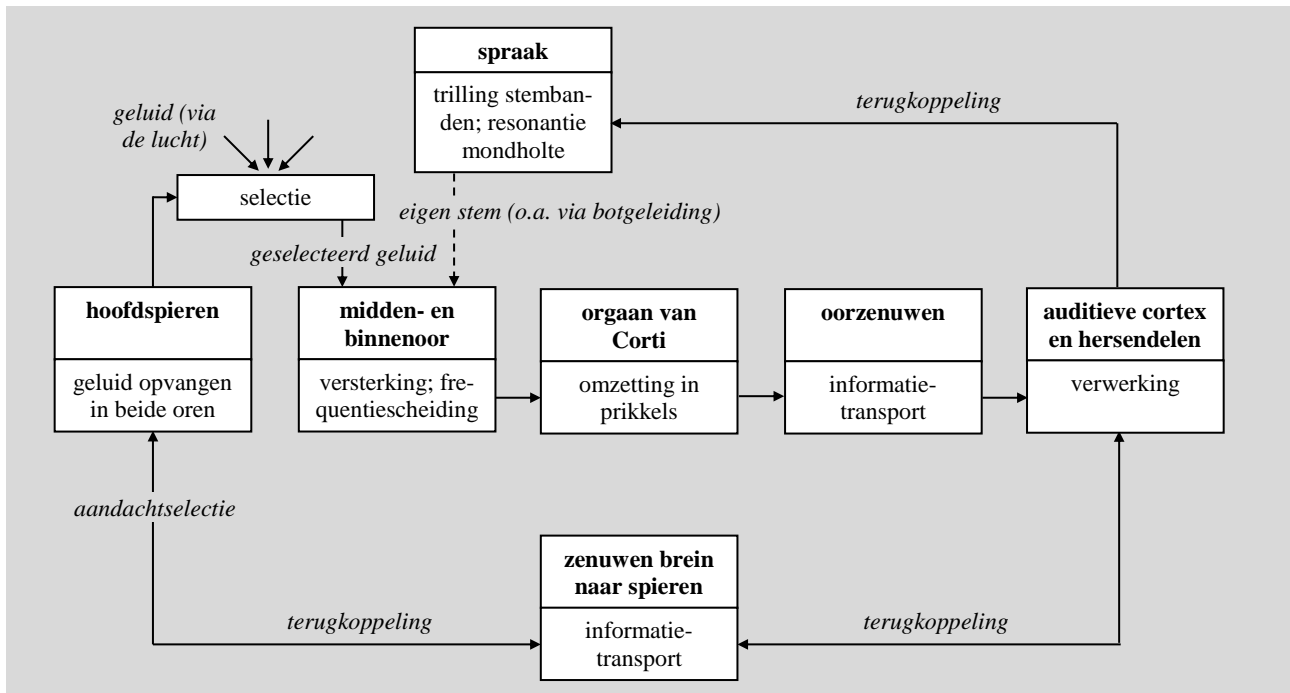 spraak
trilling stemban-
den; resonantie
mondholte
terugkoppeling
geluid (via
de lucht)
selectie
eigen stem (o.a. via botgeleiding)
geselecteerd geluid
hoofdspieren
geluid opvangen
in beide oren
midden- en
binnenoor
versterking; fre-
quentiescheiding
orgaan van
Corti
omzetting in
prikkels
oorzenuwen
informatie-
transport
auditieve cortex
en hersendelen
verwerking
aandachtselectie
zenuwen brein
naar spieren
informatie-
transport
terugkoppeling
terugkoppeling